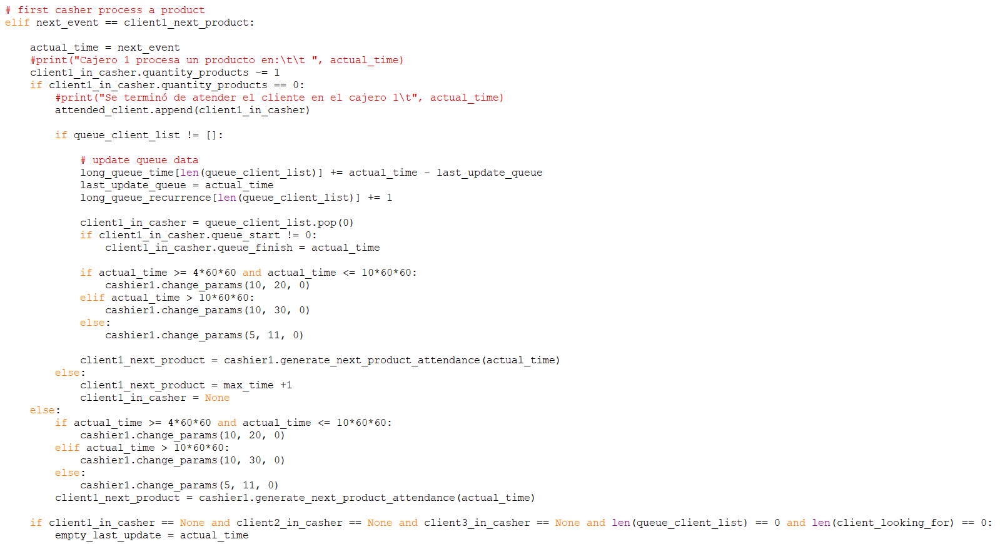 # first casher process a product
elif next_event == client1_next_product:

    actual_time = next_event
    #print("Cajero 1 procesa un producto en:\t\t ", actual_time)
    client1_in_casher.quantity_products -= 1
    if client1_in_casher.quantity_products == 0:
        #print("Se terminó de atender el cliente en el cajero 1\t", actual_time)
        attended_client.append(client1_in_casher)

        if queue_client_list != []:

            # update queue data
            long_queue_time[len(queue_client_list)] += actual_time - last_update_queue
            last_update_queue = actual_time
            long_queue_recurrence[len(queue_client_list)] += 1

            client1_in_casher = queue_client_list.pop(0)
            if client1_in_casher.queue_start != 0:
                client1_in_casher.queue_finish = actual_time

            if actual_time >= 4*60*60 and actual_time <= 10*60*60:
                cashier1.change_params(10, 20, 0)
            elif actual_time > 10*60*60:
                cashier1.change_params(10, 30, 0)
            else:
                cashier1.change_params(5, 11, 0)

            client1_next_product = cashier1.generate_next_product_attendance(actual_time)
        else:
            client1_next_product = max_time +1
            client1_in_casher = None
    else:
        if actual_time >= 4*60*60 and actual_time <= 10*60*60:
            cashier1.change_params(10, 20, 0)
        elif actual_time > 10*60*60:
            cashier1.change_params(10, 30, 0)
        else:
            cashier1.change_params(5, 11, 0)
        client1_next_product = cashier1.generate_next_product_attendance(actual_time)

    if client1_in_casher == None and client2_in_casher == None and client3_in_casher == None and len(queue_client_list) == 0 and len(client_looking_for) == 0:
        empty_last_update = actual_time